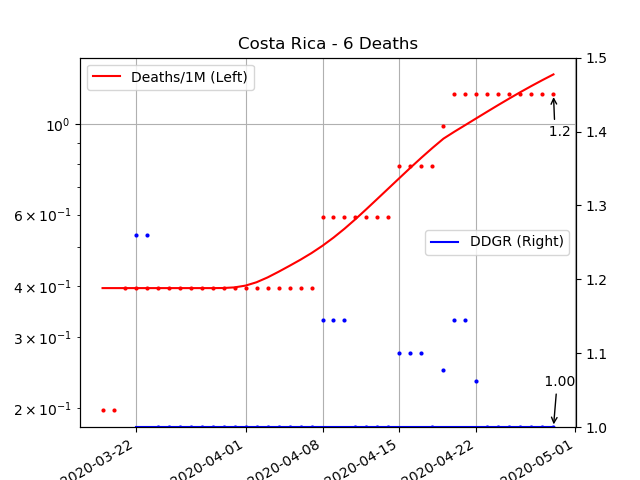 Costa Rica - 6 Deaths
Deaths/1M (Left)
DDGR (Right)
10⁰
6 × 10⁻¹
4 × 10⁻¹
3 × 10⁻¹
2 × 10⁻¹
1.5
1.4
1.3
1.2
1.1
1.0
1.2
1.00
2020-03-22
2020-04-01
2020-04-08
2020-04-15
2020-04-22
2020-05-01